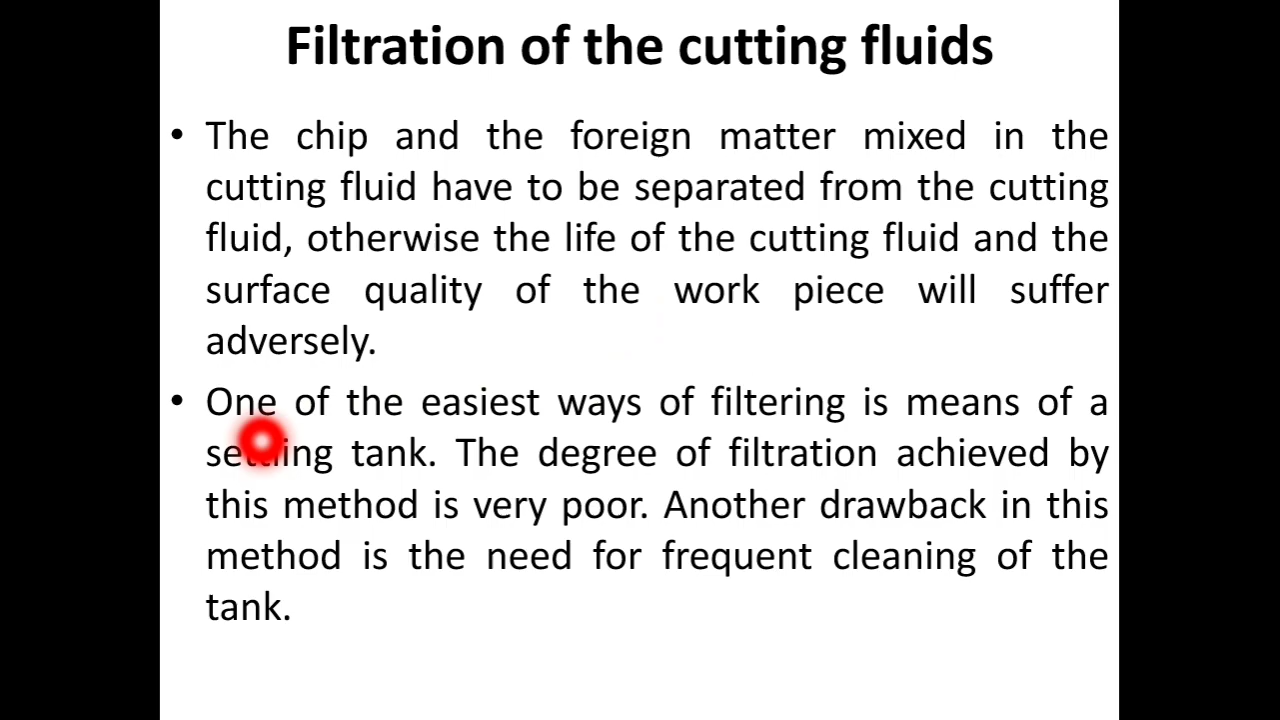 Filtration of the cutting fluids
• The chip and the foreign matter mixed in the
cutting fluid have to be separated from the cutting
fluid, otherwise the life of the cutting fluid and the
surface quality of the work piece will suffer
adversely.
• One of the easiest ways of filtering is means of a
settling tank. The degree of filtration achieved by
this method is very poor. Another drawback in this
method is the need for frequent cleaning of the
tank.